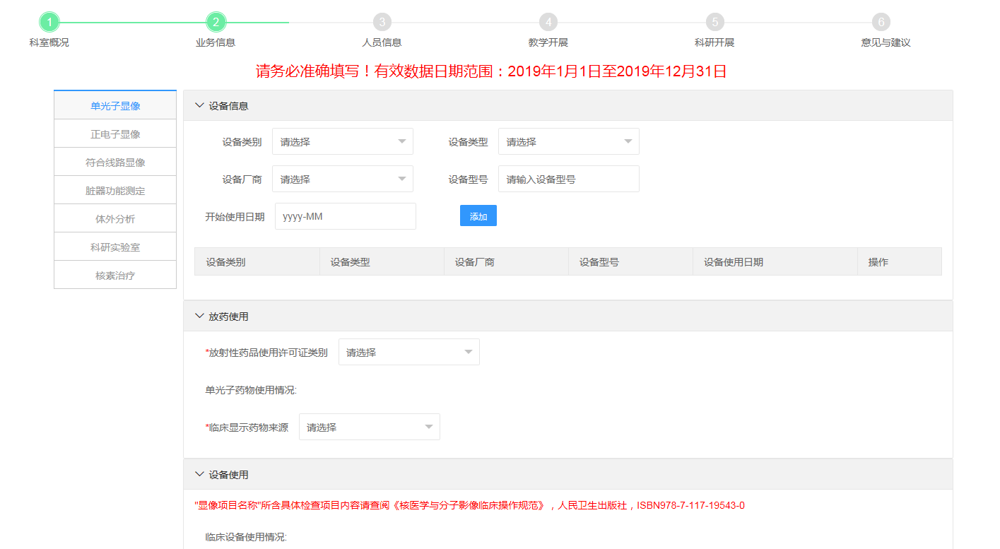 1 2 3 4 5 6
科室概况 业务信息 人员信息 教学开展 科研开展 意见与建议
请务必准确填写！有效数据日期范围：2019年1月1日至2019年12月31日
单光子显像
正电子显像
符合线路显像
脏器功能测定
体外分析
科研实验室
核素治疗
设备信息
设备类别 请选择 设备类型 请选择
设备厂商 请选择 设备型号 请输入设备型号
开始使用日期 yyyy-MM 添加
设备类别 设备类型 设备厂商 设备型号 设备使用日期 操作
放药使用
*放射性药品使用许可证类别 请选择
单光子药物使用情况:
*临床显示药物来源 请选择
设备使用
"显像项目名称"所含具体检查项目内容请查阅《核医学与分子影像临床操作规范》，人民卫生出版社，ISBN978-7-117-19543-0
临床设备使用情况: